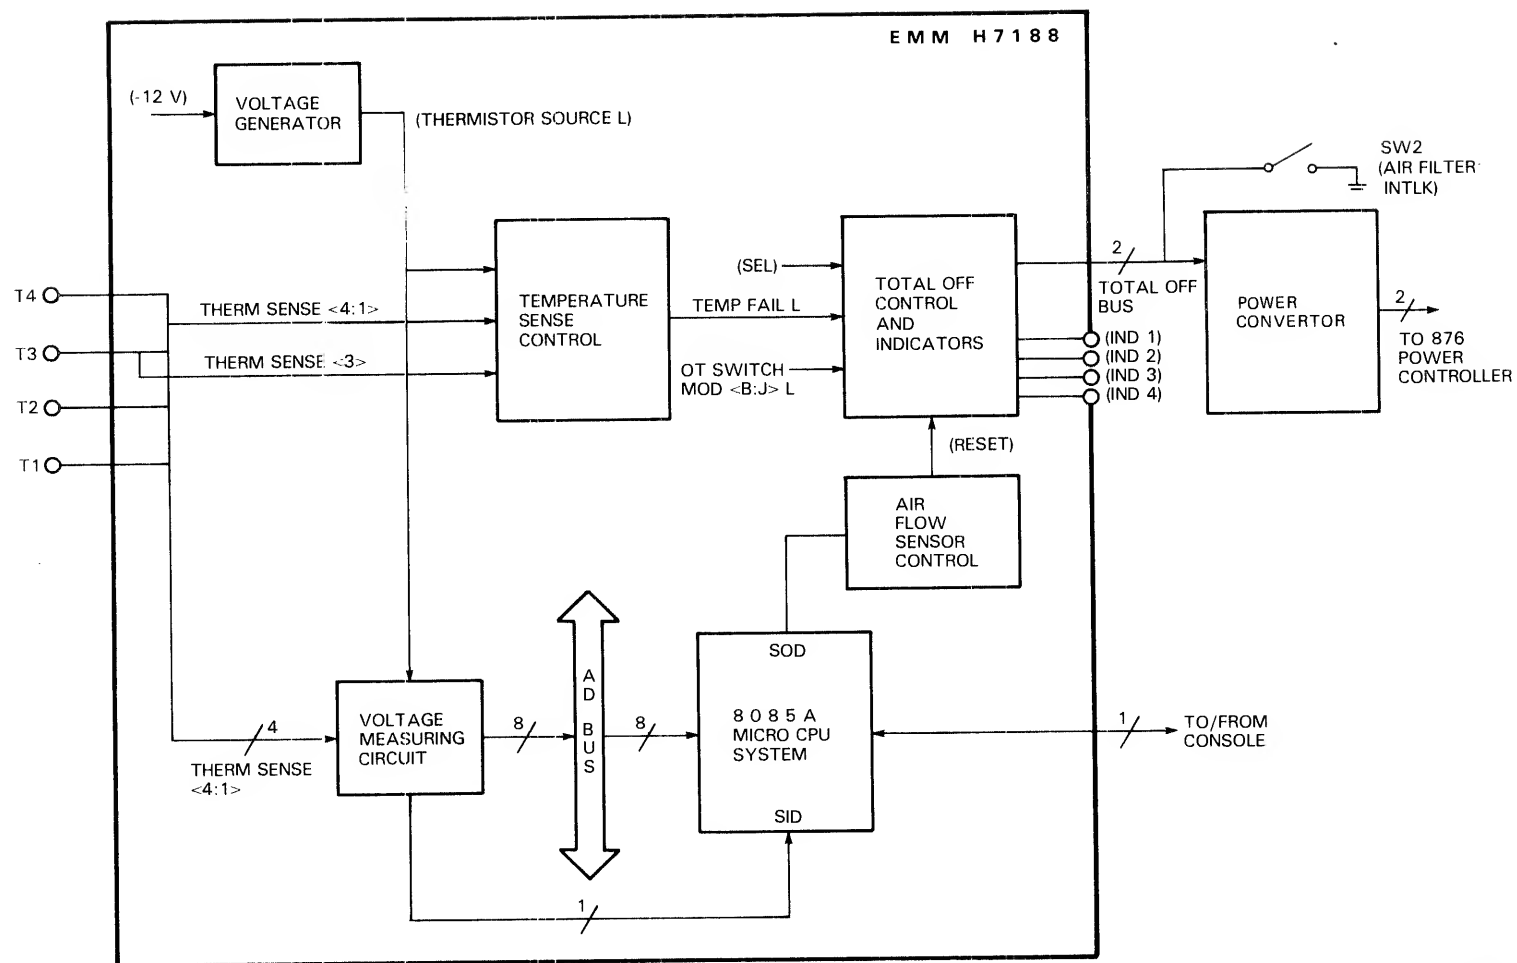 EMM H7188
(-12 V)
VOLTAGE
GENERATOR
(THERMISTOR SOURCE L)
SW2
(AIR FILTER
INTLK)
T4
T3
T2
T1
THERM SENSE <4:1>
THERM SENSE <3>
TEMPERATURE
SENSE
CONTROL
(SEL)
TEMP FAIL L
OT SWITCH
MOD <B:J> L
TOTAL OFF
CONTROL
AND
INDICATORS
2
TOTAL OFF
BUS
(IND 1)
(IND 2)
(IND 3)
(IND 4)
POWER
CONVERTOR
2
TO 876
POWER
CONTROLLER
(RESET)
AIR
FLOW
SENSOR
CONTROL
4
THERM SENSE
<4:1>
VOLTAGE
MEASURING
CIRCUIT
8
AD BUS
8
SOD
8085A
MICRO CPU
SYSTEM
SID
1
TO/FROM
CONSOLE
1